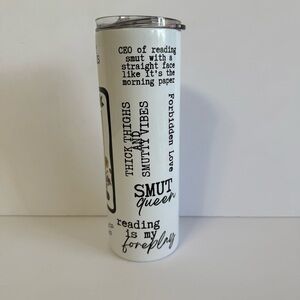 CEO of reading
smut with a
straight face
like It's the
morning paper
THICK THIGHS
AND
SMUTTY VIBES
Forbidden Love
SMUT
queen
reading
is my
foreplay